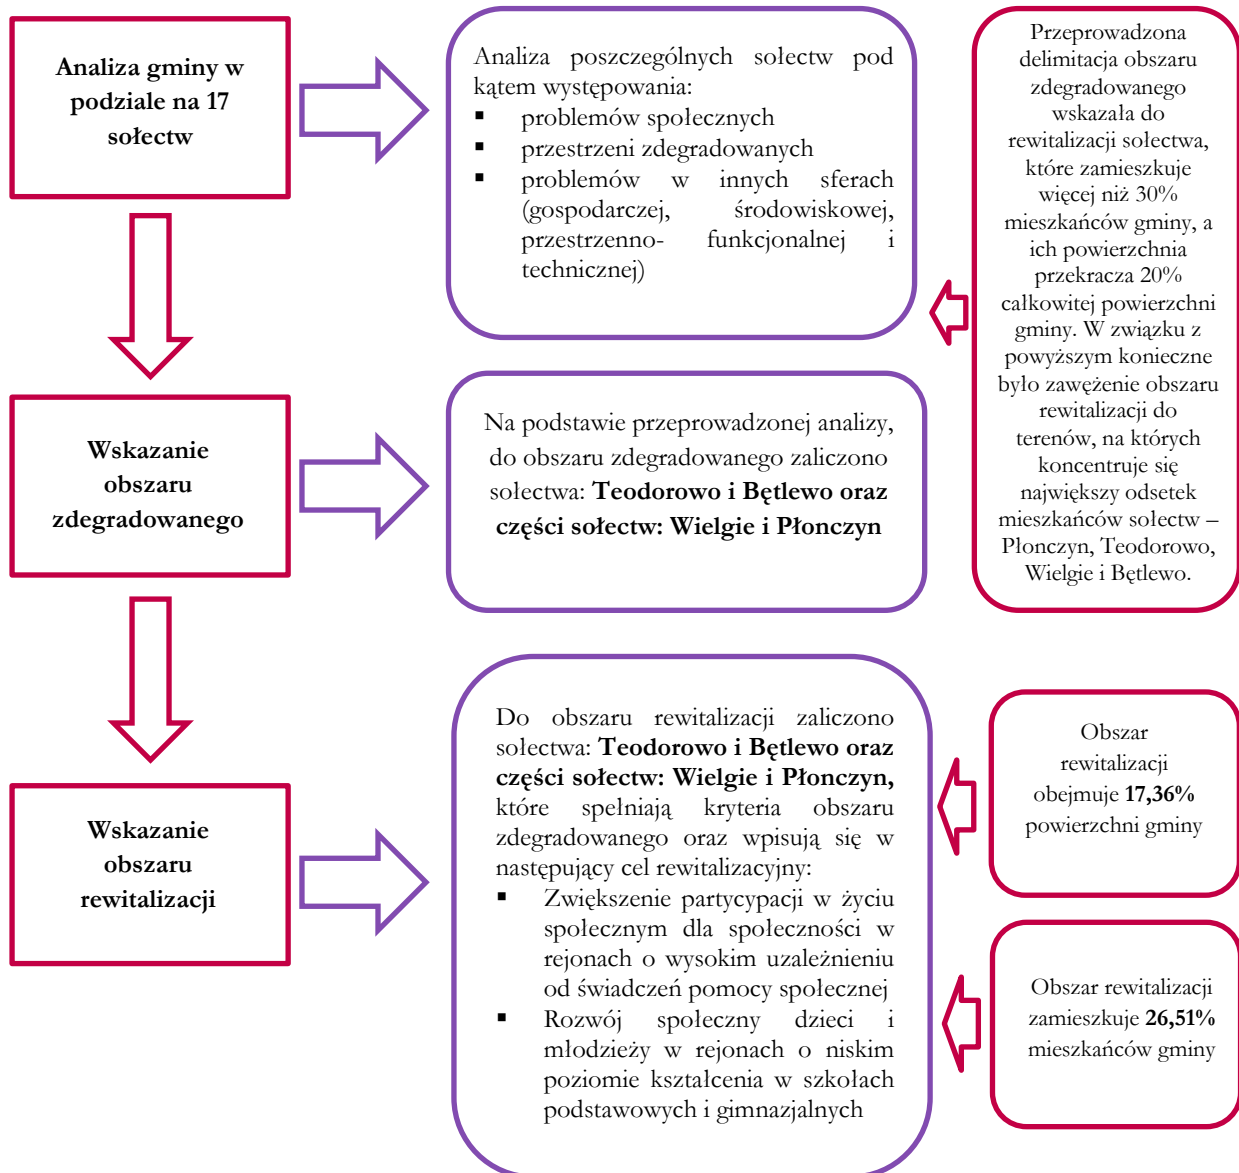 Analiza gminy w
podziale na 17
sołectw
Analiza poszczególnych sołectw pod
kątem występowania:
▪ problemów społecznych
▪ przestrzeni zdegradowanych
▪ problemów w innych sferach
(gospodarczej, środowiskowej,
przestrzenno- funkcjonalnej i
technicznej)
Przeprowadzona
delimitacja obszaru
zdegradowanego
wskazała do
rewitalizacji sołectwa,
które zamieszkuje
więcej niż 30%
mieszkańców gminy, a
ich powierzchnia
przekracza 20%
całkowitej powierzchni
gminy. W związku z
powyższym konieczne
było zawężenie obszaru
rewitalizacji do
terenów, na których
koncentruje się
największy odsetek
mieszkańców sołectw –
Płonczyn, Teodorowo,
Wielgie i Bętlewo.
Wskazanie
obszaru
zdegradowanego
Na podstawie przeprowadzonej analizy,
do obszaru zdegradowanego zaliczono
sołectwa: Teodorowo i Bętlewo oraz
części sołectw: Wielgie i Płonczyn
Wskazanie
obszaru
rewitalizacji
Do obszaru rewitalizacji zaliczono
sołectwa: Teodorowo i Bętlewo oraz
części sołectw: Wielgie i Płonczyn,
które spełniają kryteria obszaru
zdegradowanego oraz wpisują się w
następujący cel rewitalizacyjny:
▪ Zwiększenie partycypacji w życiu
społecznym dla społeczności w
rejonach o wysokim uzależnieniu
od świadczeń pomocy społecznej
▪ Rozwój społeczny dzieci i
młodzieży w rejonach o niskim
poziomie kształcenia w szkołach
podstawowych i gimnazjalnych
Obszar
rewitalizacji
obejmuje 17,36%
powierzchni gminy
Obszar rewitalizacji
zamieszkuje 26,51%
mieszkańców gminy